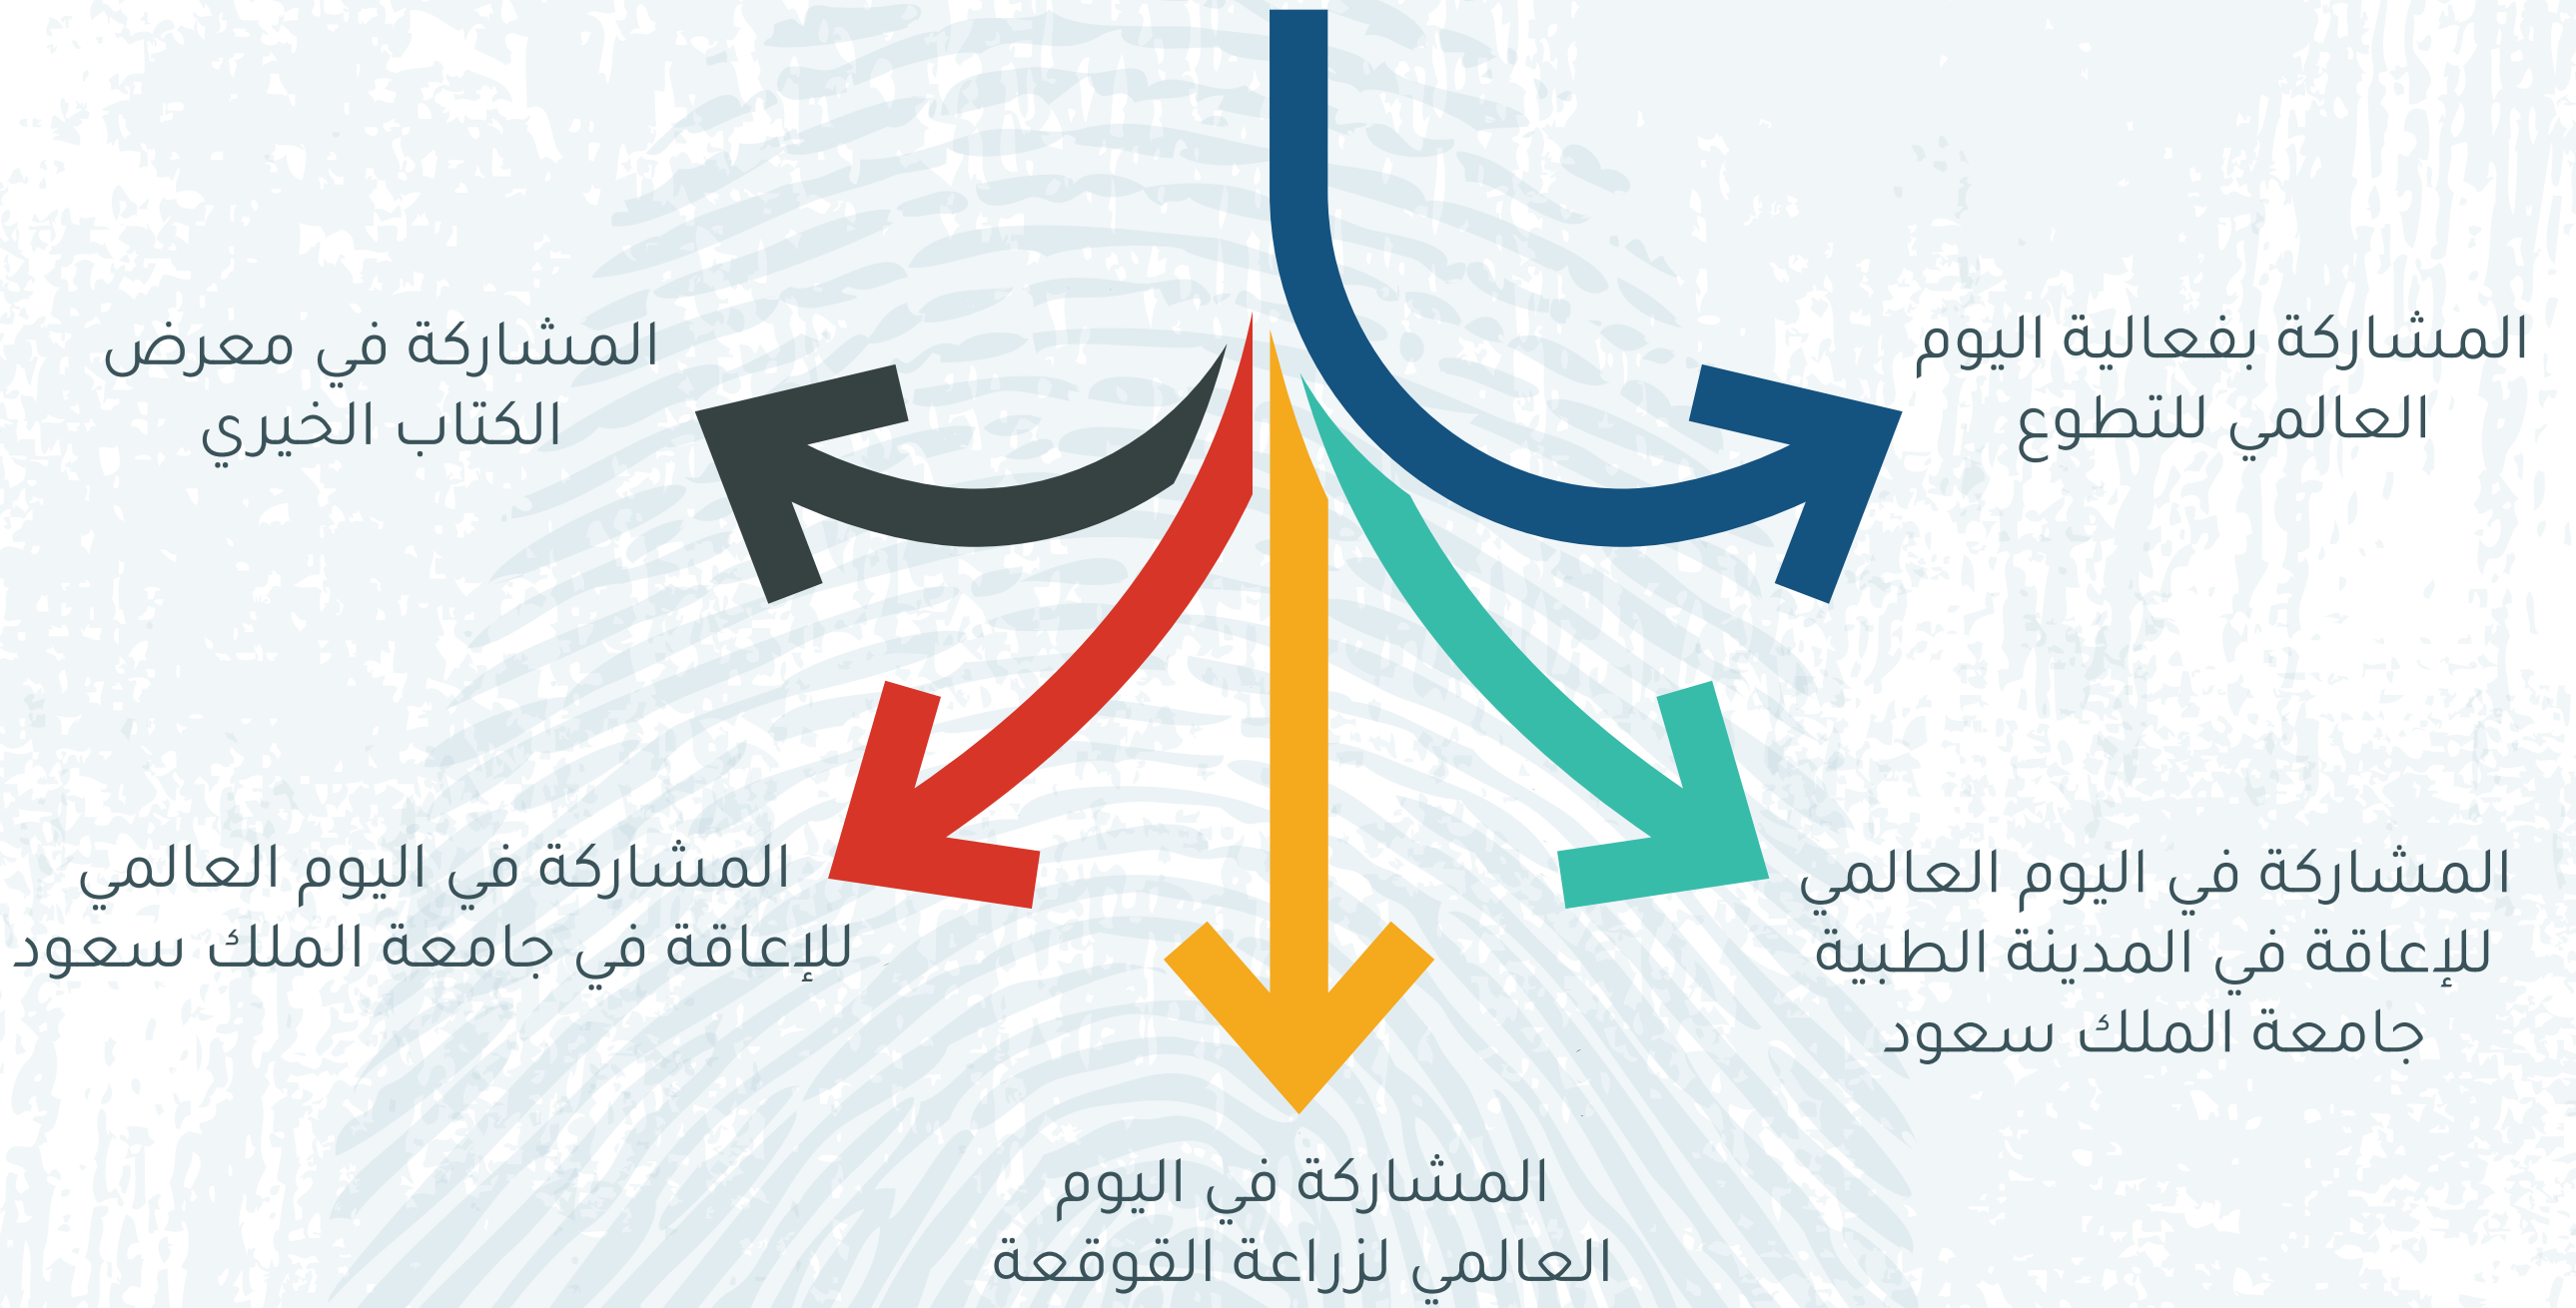 المشاركة بفعالية اليوم
العالمي للتطوع
المشاركة في معرض
الكتاب الخيري
المشاركة في اليوم العالمي
للإعاقة في المدينة الطبية
جامعة الملك سعود
المشاركة في اليوم العالمي
للإعاقة في جامعة الملك سعود
المشاركة في اليوم
العالمي لزراعة القوقعة